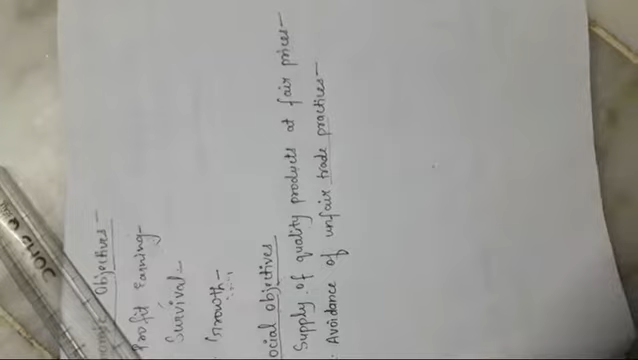 Objectives-
Profit Earning-
Survival-
Growth-
ocial objectives
Supply of quality products at fair prices-
Avoidance of unfair trade practices-